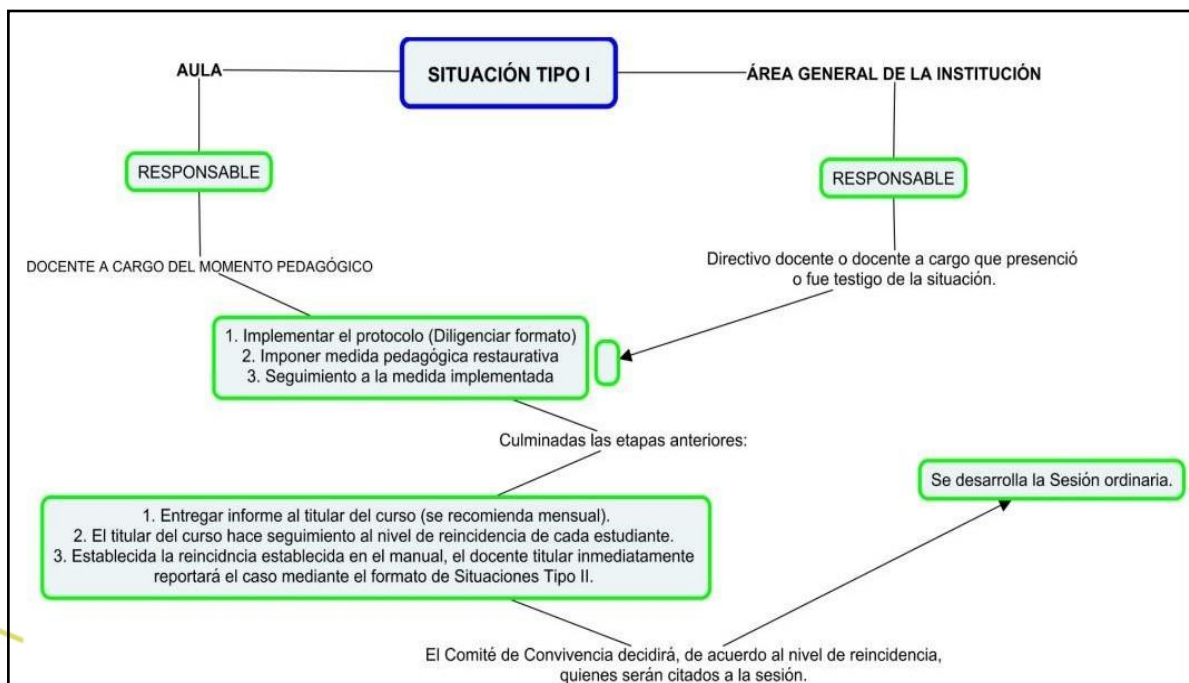 SITUACIÓN TIPO I
AULA
ÁREA GENERAL DE LA INSTITUCIÓN
RESPONSABLE
RESPONSABLE
DOCENTE A CARGO DEL MOMENTO PEDAGÓGICO
Directivo docente o docente a cargo que presenció
o fue testigo de la situación.
1. Implementar el protocolo (Diligenciar formato)
2. Imponer medida pedagógica restaurativa
3. Seguimiento a la medida implementada
Culminadas las etapas anteriores:
1. Entregar informe al titular del curso (se recomienda mensual).
2. El titular del curso hace seguimiento al nivel de reincidencia de cada estudiante.
3. Establecida la reincidncia establecida en el manual, el docente titular inmediatamente
reportará el caso mediante el formato de Situaciones Tipo II.
El Comité de Convivencia decidirá, de acuerdo al nivel de reincidencia,
quienes serán citados a la sesión.
Se desarrolla la Sesión ordinaria.